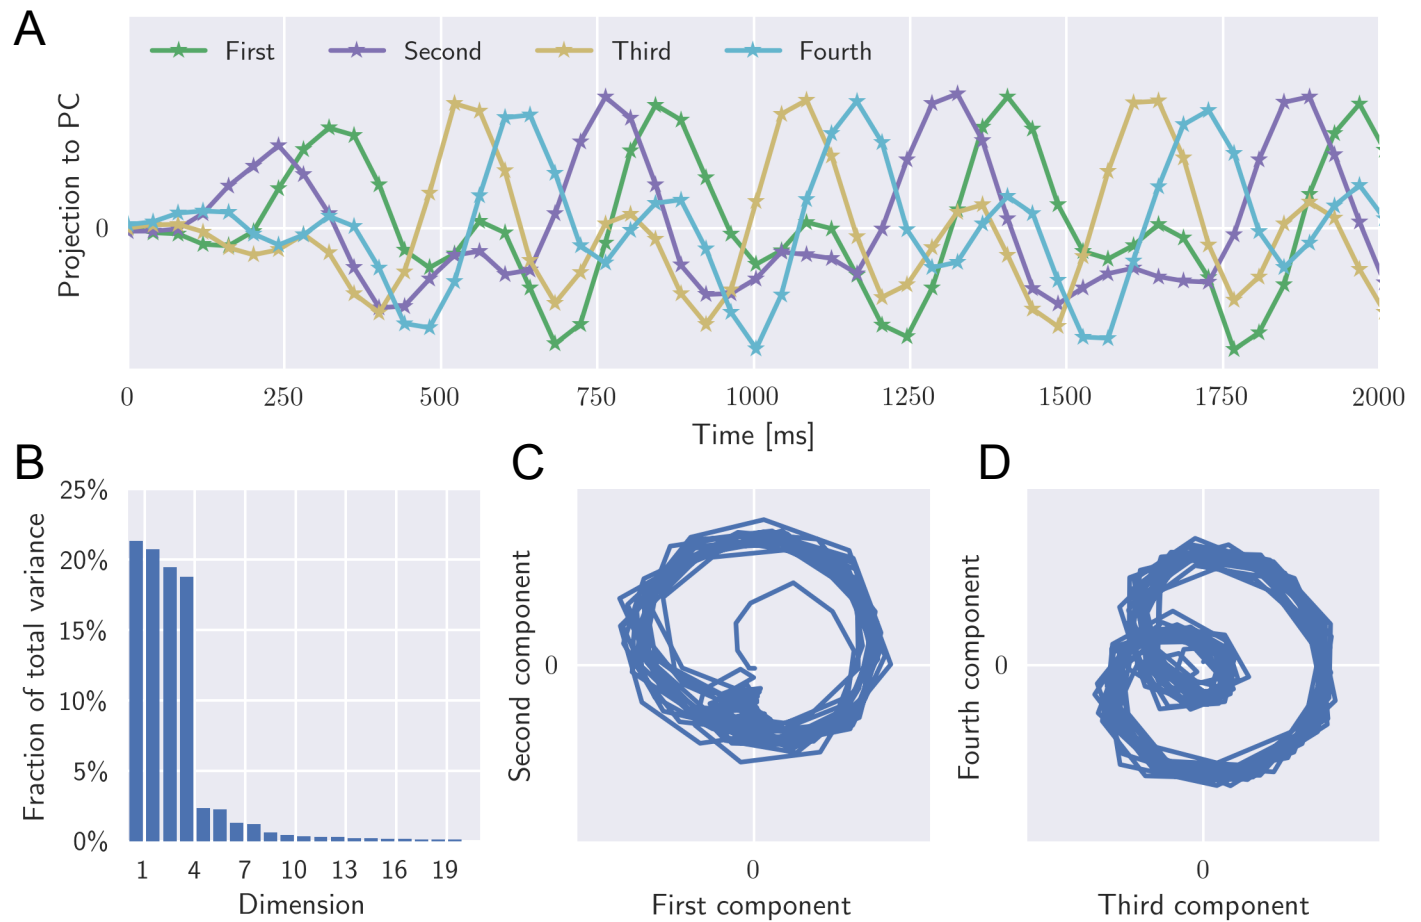 A
First Second Third Fourth
Projection to PC
0
0 250 500 750 1000 1250 1500 1750 2000
Time [ms]
B
25%
20%
15%
10%
5%
0%
Fraction of total variance
1 4 7 10 13 16 19
Dimension
C
Second component
0
0
First component
D
Fourth component
0
0
Third component